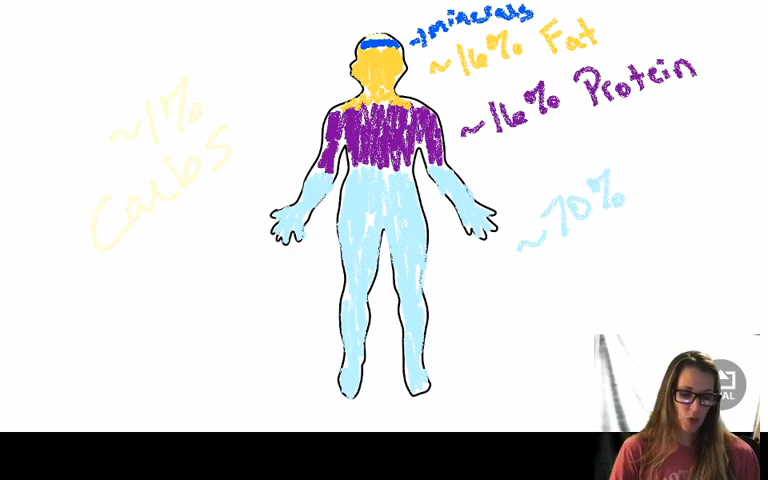 →minerals
~16% Fat
~16% Protein
~1%
Carbs
~70%